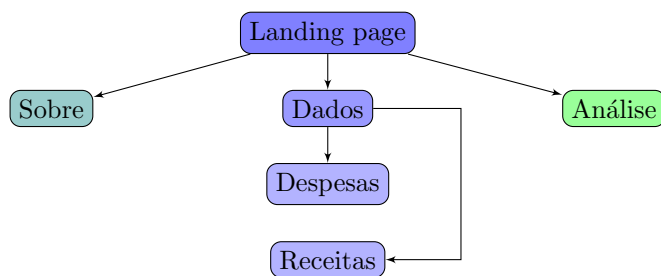 Landing page
Sobre
Dados
Análise
Despesas
Receitas